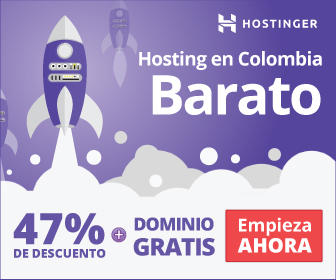 HOSTINGER
Hosting en Colombia
Barato
47%
DE DESCUENTO
+
DOMINIO
GRATIS
Empieza
AHORA